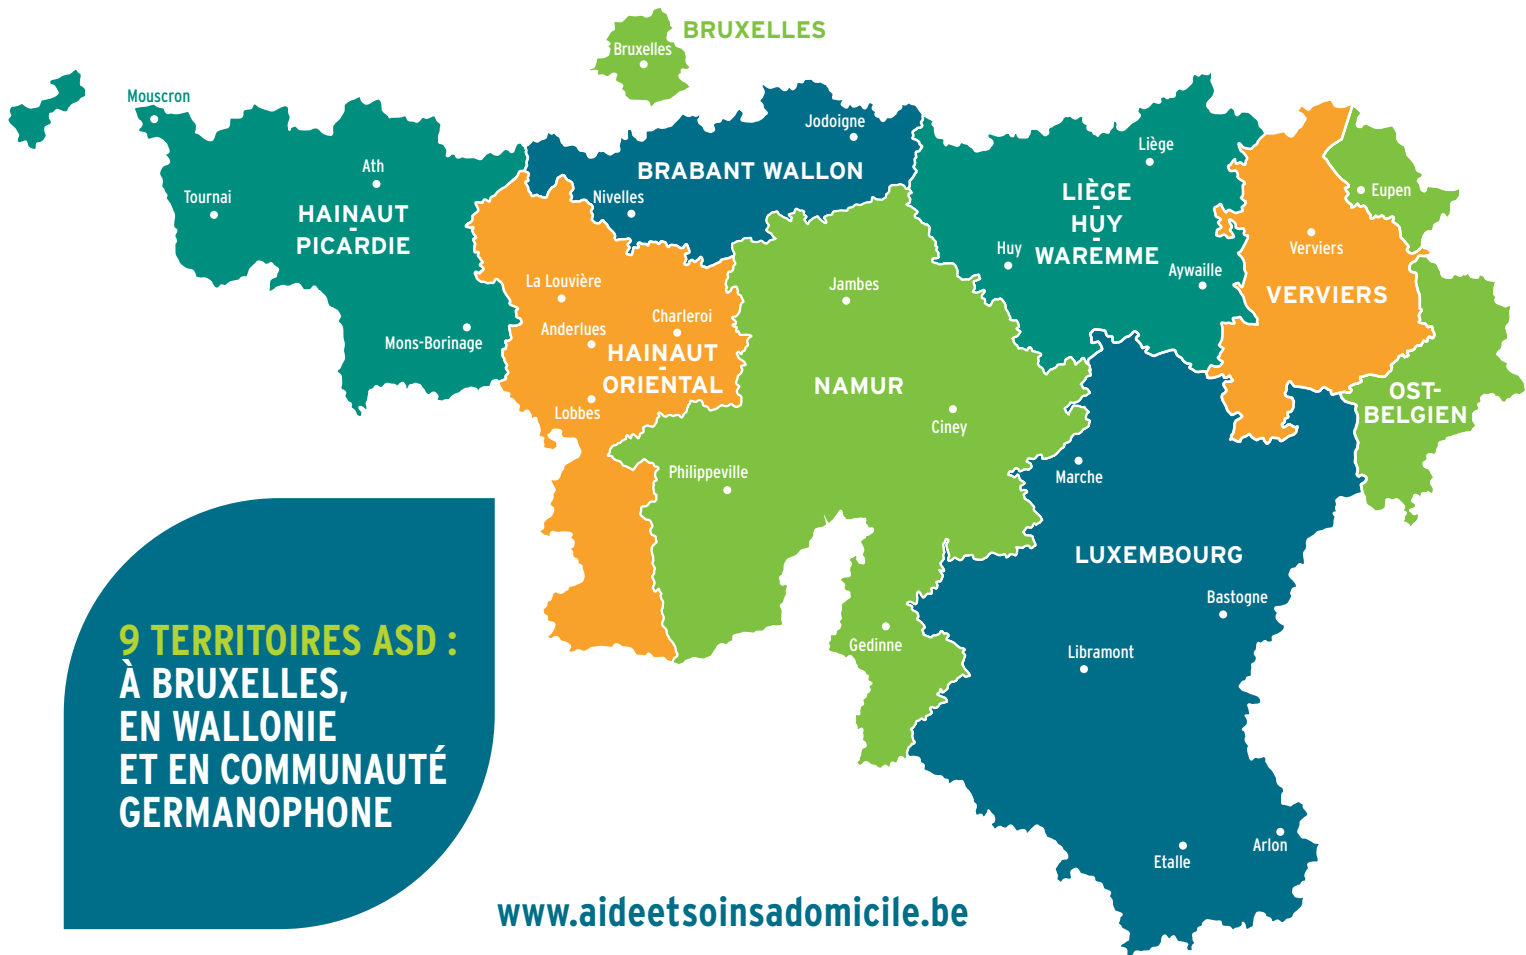 BRUXELLES
Bruxelles
Mouscron
Ath
Tournai
HAINAUT
-
PICARDIE
Mons-Borinage
Jodoigne
BRABANT WALLON
Nivelles
La Louvière
Charleroi
Anderlues
HAINAUT
-
ORIENTAL
Lobbes
Jambes
NAMUR
Ciney
Philippeville
Gedinne
Liège
LIÈGE
-
HUY
-
WAREMME
Huy
Aywaille
Verviers
VERVIERS
Eupen
OST-
BELGIEN
Marche
LUXEMBOURG
Bastogne
Libramont
Etalle
Arlon
9 TERRITOIRES ASD :
À BRUXELLES,
EN WALLONIE
ET EN COMMUNAUTÉ
GERMANOPHONE
www.aideetsoinsadomicile.be